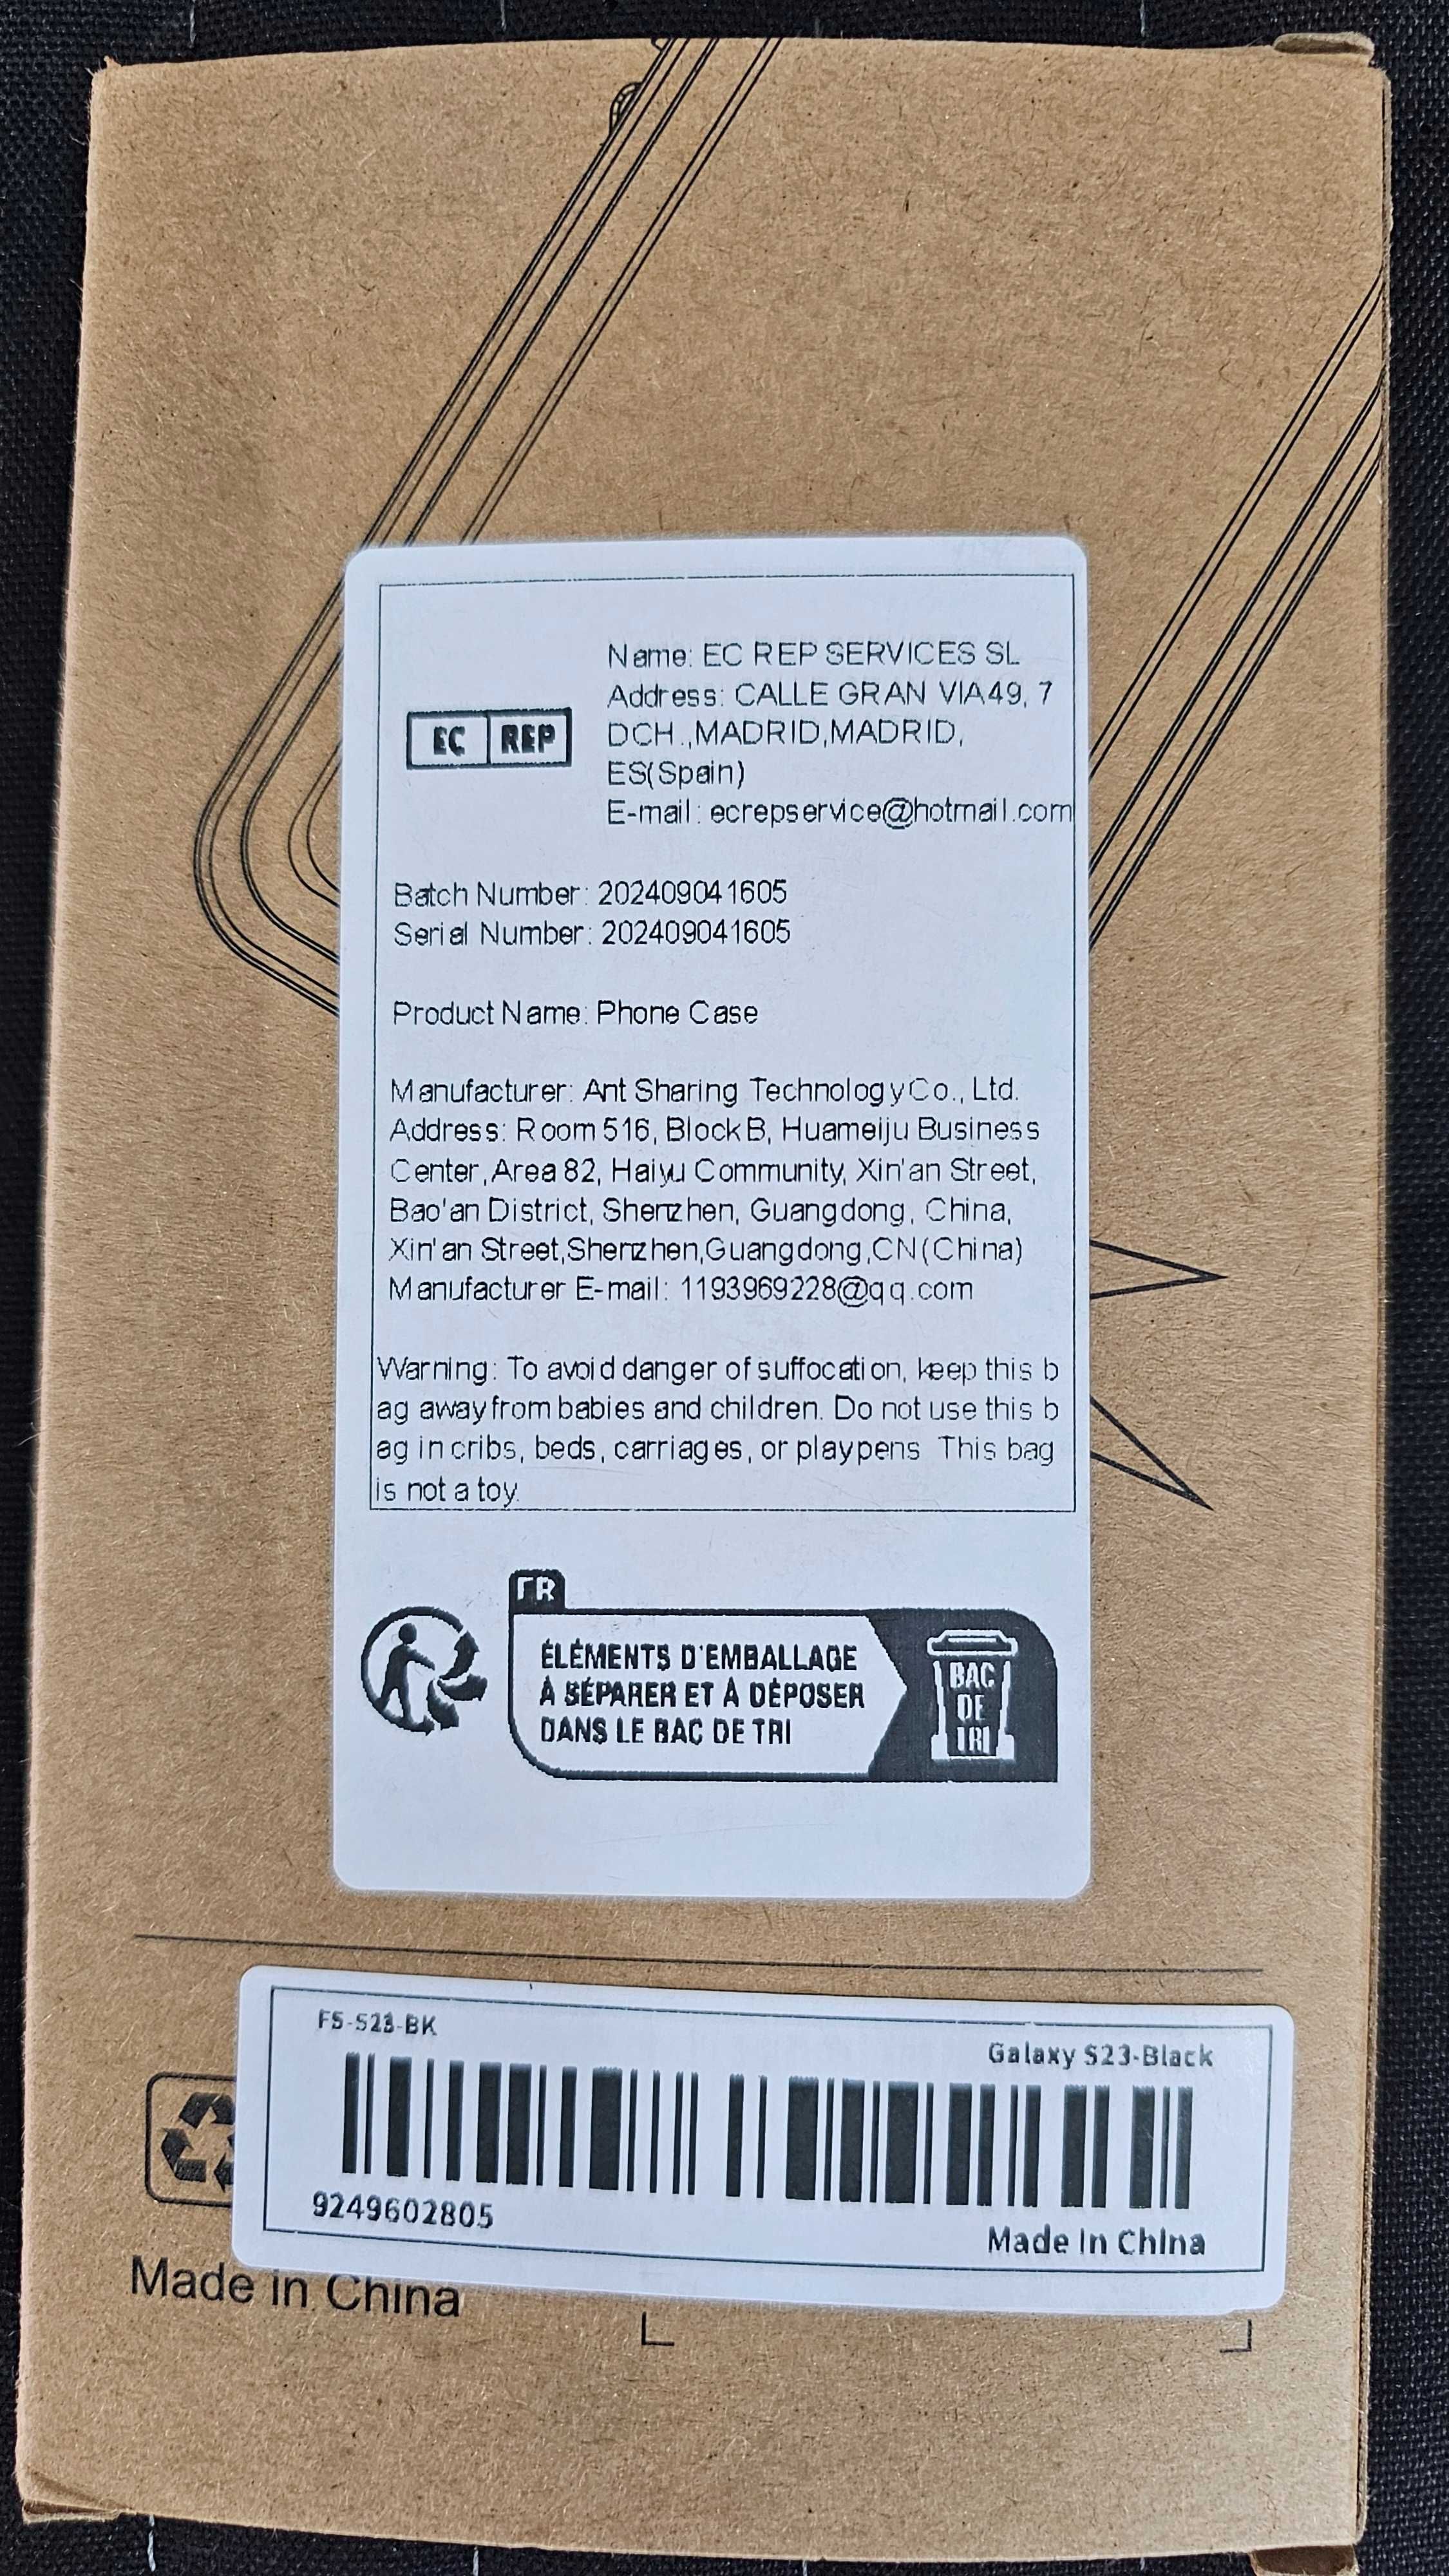 EC REP
Name: EC REP SERVICES SL
Address: CALLE GRAN VIA49, 7
DCH.,MADRID,MADRID,
ES(Spain)
E-mail: ecrepservice@hotmail.com
Batch Number: 202409041605
Serial Number: 202409041605
Product Name: Phone Case
Manufacturer: Ant Sharing Technology Co., Ltd.
Address: Room 516, Block B, Huameiju Business
Center, Area 82, Haiyu Community, Xin'an Street,
Bao'an District, Shenzhen, Guangdong, China,
Xin'an Street,Shenzhen,Guangdong,CN(China)
Manufacturer E-mail: 1193969228@qq.com
Warning: To avoid danger of suffocation, keep this b
ag away from babies and children. Do not use this b
ag in cribs, beds, carriages, or playpens This bag
is not a toy.
FR
ÉLÉMENTS D'EMBALLAGE
À SÉPARER ET À DÉPOSER
DANS LE BAC DE TRI
BAC
DE
TRI
FS-S23-BK
Galaxy S23-Black
9249602805
Made In China
Made in China